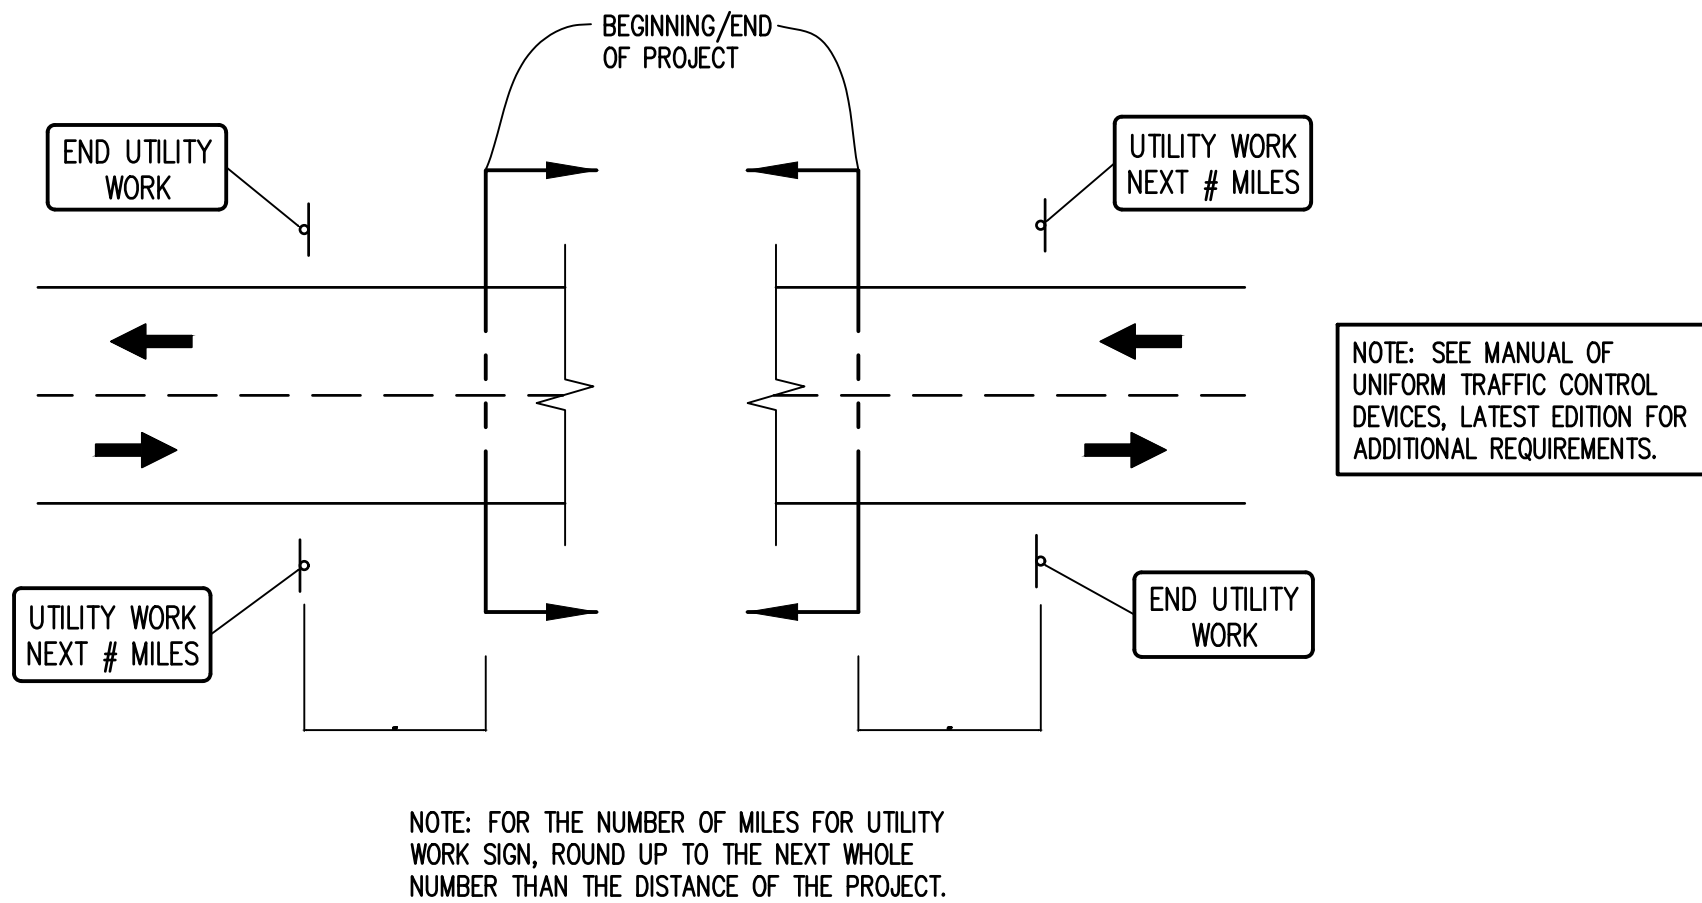 BEGINNING/END
OF PROJECT
END UTILITY
WORK
UTILITY WORK
NEXT # MILES
NOTE: SEE MANUAL OF
UNIFORM TRAFFIC CONTROL
DEVICES, LATEST EDITION FOR
ADDITIONAL REQUIREMENTS.
UTILITY WORK
NEXT # MILES
END UTILITY
WORK
NOTE: FOR THE NUMBER OF MILES FOR UTILITY
WORK SIGN, ROUND UP TO THE NEXT WHOLE
NUMBER THAN THE DISTANCE OF THE PROJECT.